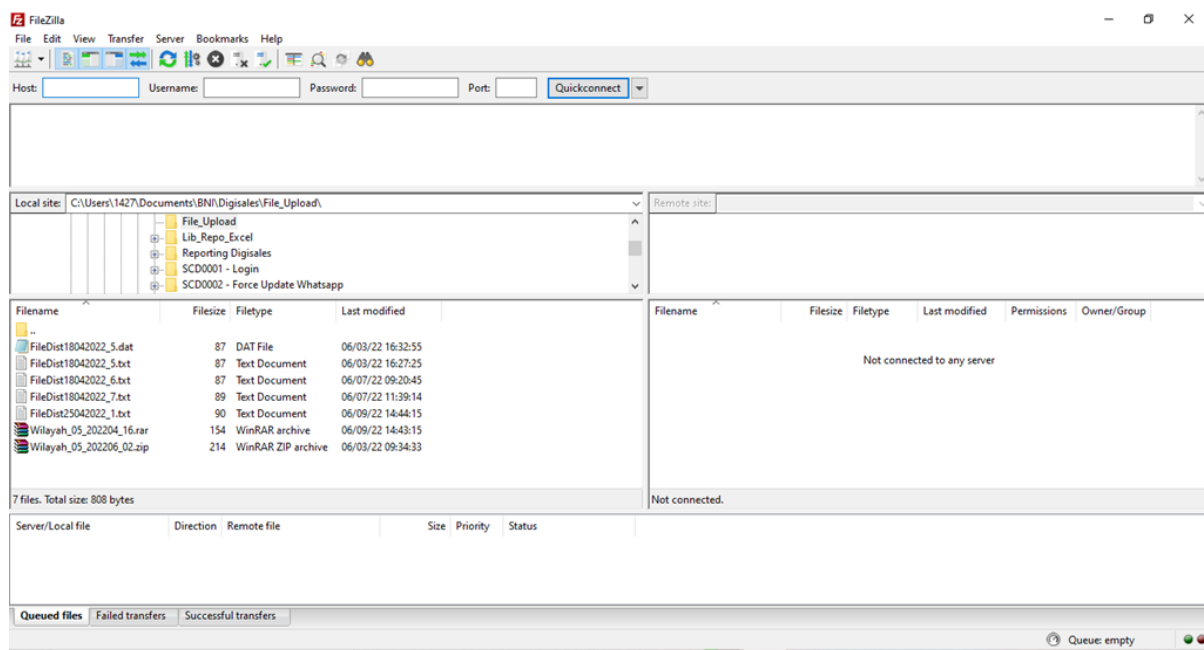 FileZilla
File Edit View Transfer Server Bookmarks Help
Host: Username: Password: Port: Quickconnect
Local site: C:\Users\1427\Documents\BNI\Digisales\File_Upload\ Remote site:
File_Upload
Lib_Repo_Excel
Reporting Digisales
SCD0001 - Login
SCD0002 - Force Update Whatsapp
Filename Filesize Filetype Last modified Filename Filesize Filetype Last modified Permissions Owner/Group
..
FileDist18042022_5.dat 87 DAT File 06/03/22 16:32:55
FileDist18042022_5.txt 87 Text Document 06/03/22 16:27:25
FileDist18042022_6.txt 87 Text Document 06/07/22 09:20:45
FileDist18042022_7.txt 89 Text Document 06/07/22 11:39:14
FileDist25042022_1.txt 90 Text Document 06/09/22 14:44:15
Wilayah_05_202204_16.rar 154 WinRAR archive 06/09/22 14:43:15
Wilayah_05_202206_02.zip 214 WinRAR ZIP archive 06/03/22 09:34:33
Not connected to any server
7 files. Total size: 808 bytes Not connected.
Server/Local file Direction Remote file Size Priority Status
Queued files Failed transfers Successful transfers
Queue: empty